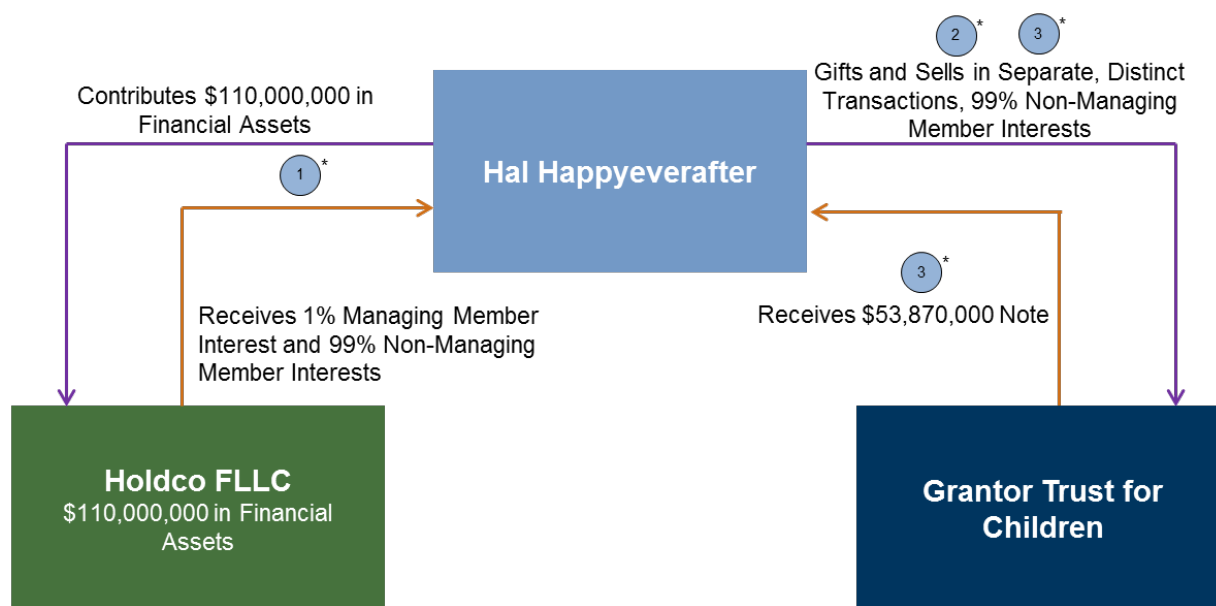 Contributes $110,000,000 in
Financial Assets
1*
Hal Happyeverafter
2* 3*
Gifts and Sells in Separate, Distinct
Transactions, 99% Non-Managing
Member Interests
Receives 1% Managing Member
Interest and 99% Non-Managing
Member Interests
3*
Receives $53,870,000 Note
Holdco FLLC
$110,000,000 in Financial
Assets
Grantor Trust for
Children